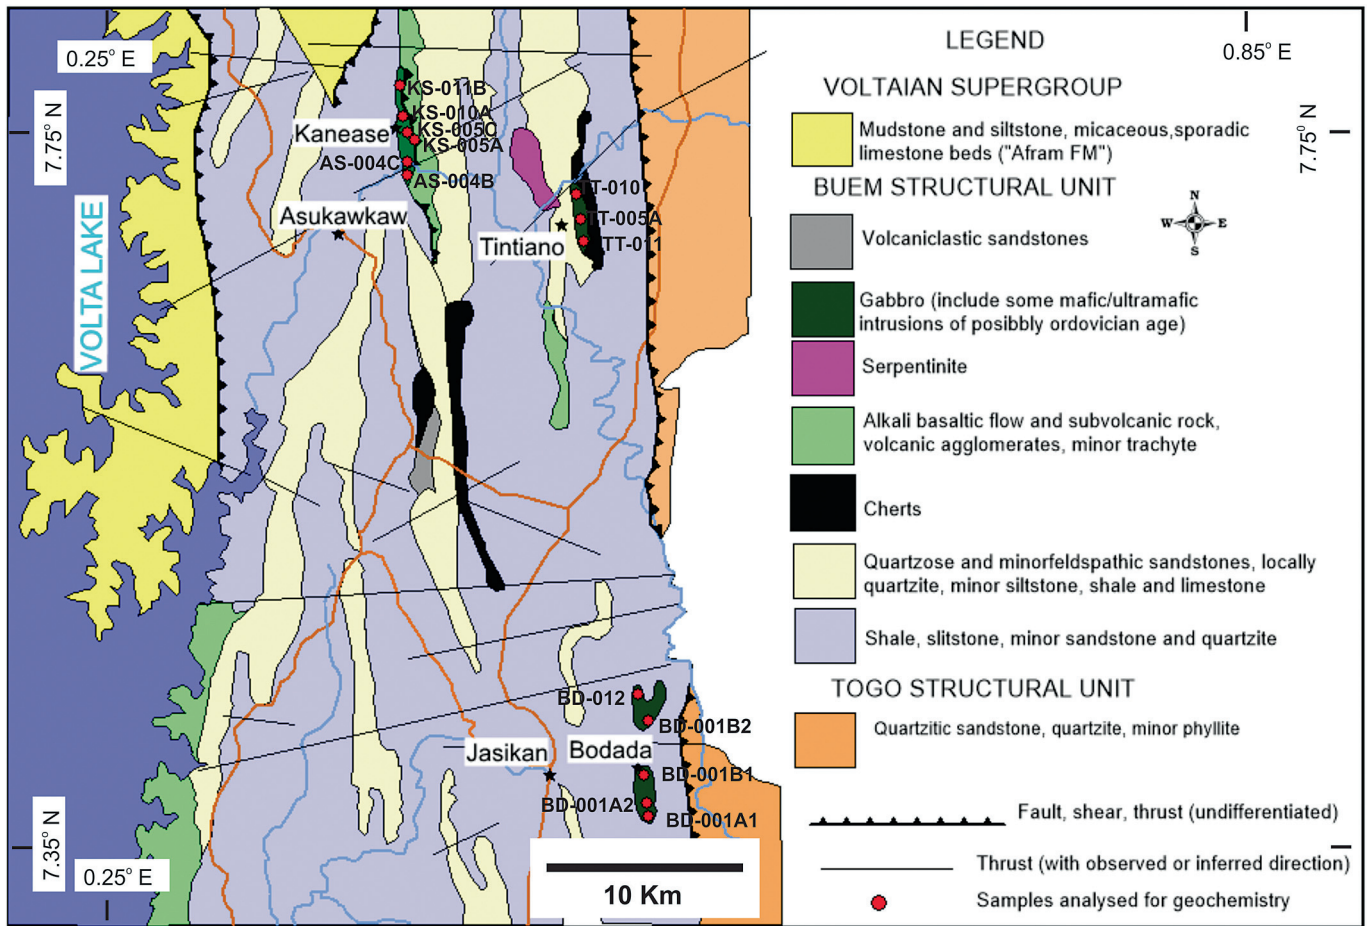 0.25° E
7.75° N
KS-011B
KS-010A
Kanease
KS-005C
KS-005A
AS-004C
AS-004B
Asukawkaw
TT-010
TT-005A
Tintiano
TT-011
VOLTA LAKE
BD-012
BD-001B2
Jasikan
Bodada
BD-001B1
BD-001A2
BD-001A1
7.35° N
0.25° E
10 Km
LEGEND
0.85° E
7.75° N
VOLTAIAN SUPERGROUP
Mudstone and siltstone, micaceous,sporadic
limestone beds ("Afram FM")
BUEM STRUCTURAL UNIT
N
W
E
S
Volcaniclastic sandstones
Gabbro (include some mafic/ultramafic
intrusions of posibbly ordovician age)
Serpentinite
Alkali basaltic flow and subvolcanic rock,
volcanic agglomerates, minor trachyte
Cherts
Quartzose and minorfeldspathic sandstones, locally
quartzite, minor siltstone, shale and limestone
Shale, slitstone, minor sandstone and quartzite
TOGO STRUCTURAL UNIT
Quartzitic sandstone, quartzite, minor phyllite
Fault, shear, thrust (undifferentiated)
Thrust (with observed or inferred direction)
Samples analysed for geochemistry